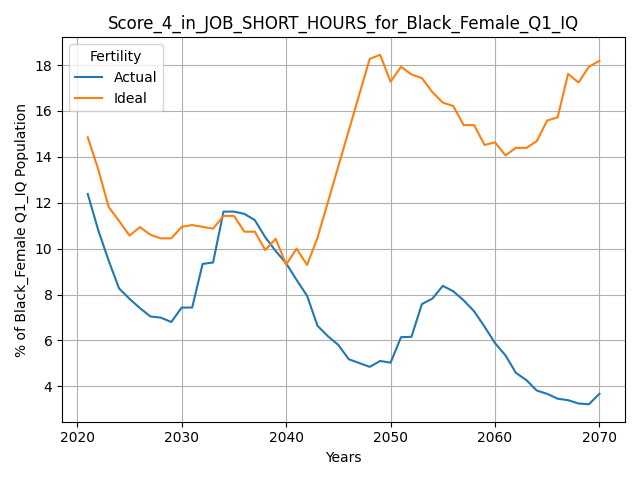 Score_4_in_JOB_SHORT_HOURS_for_Black_Female_Q1_IQ
Fertility
Actual
Ideal
% of Black_Female Q1_IQ Population
18
16
14
12
10
8
6
4
2020
2030
2040
2050
2060
2070
Years